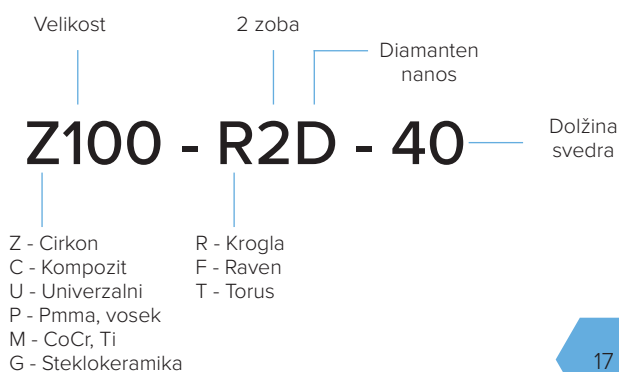 Velikost
2 zoba
Diamanten
nanos
Z100 - R2D - 40
Dolžina
svedra
Z - Cirkon
C - Kompozit
U - Univerzalni
P - Pmma, vosek
M - CoCr, Ti
G - Steklokeramika
R - Krogla
F - Raven
T - Torus
17